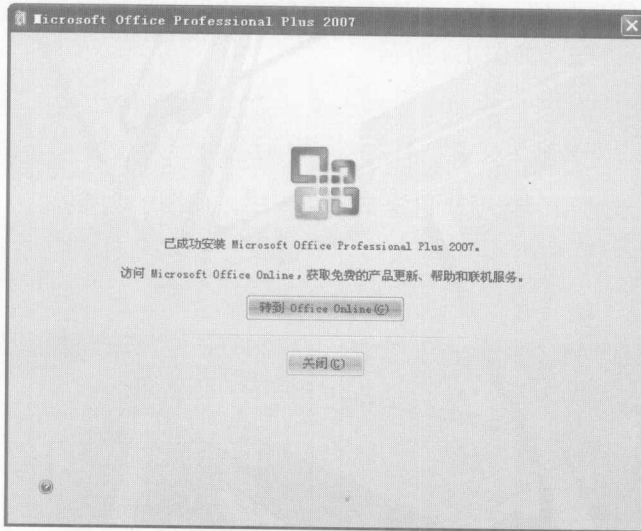 Microsoft Office Professional Plus 2007
已成功安装 Microsoft Office Professional Plus 2007。
访问 Microsoft Office Online，获取免费的产品更新、帮助和联机服务。
转到 Office Online(G)
关闭(C)